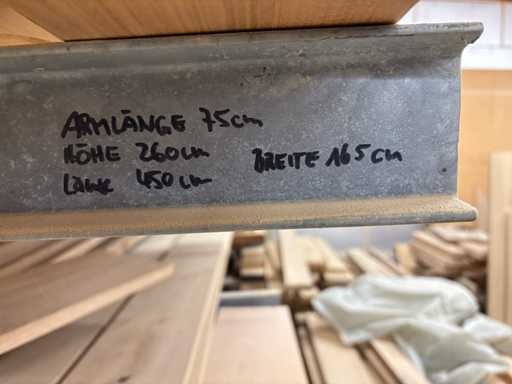 ARMLÄNGE 75cm
HÖHE 260cm BREITE 165cm
LÄNGE 450cm